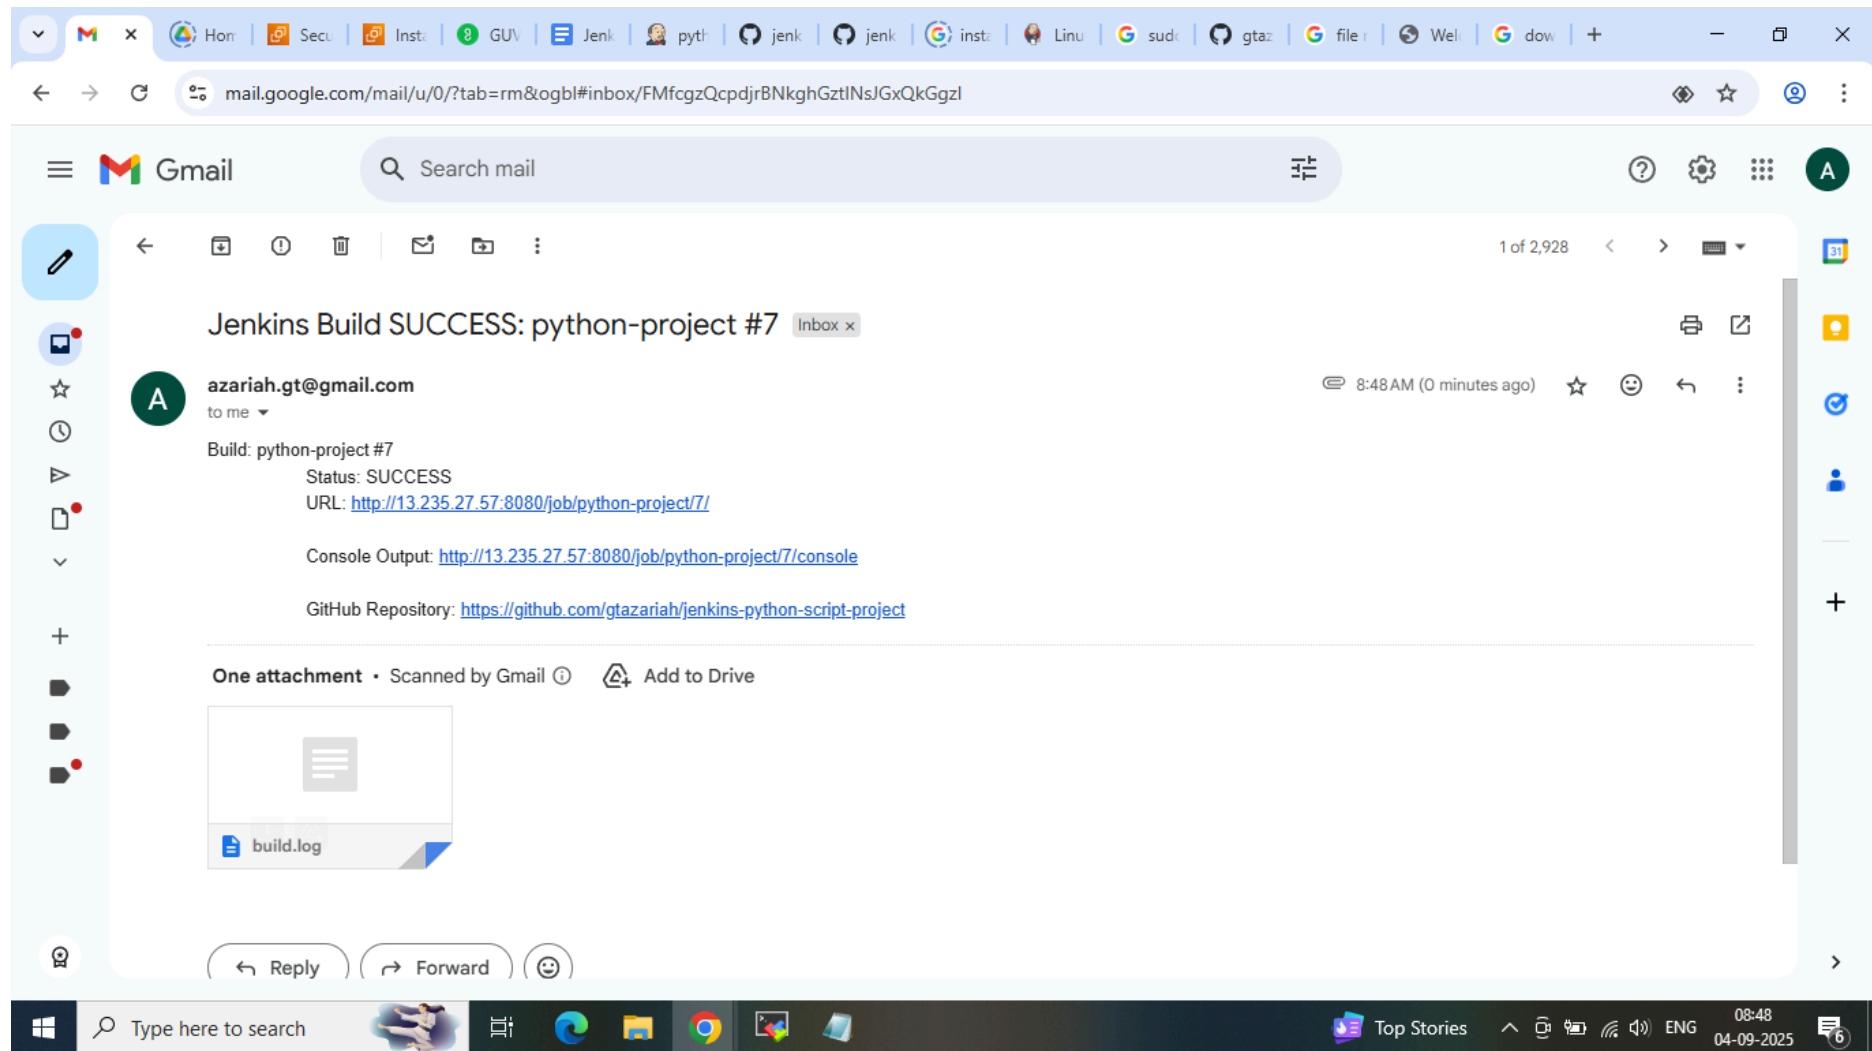 Hom
Secu
Insta
GUV
Jenk
pyth
jenk
jenk
insta
Linu
sudo
gtaz
file r
Wel
dow
mail.google.com/mail/u/0/?tab=rm&ogbl#inbox/FMfcgzQcpdjrBNkghGztlNsJGxQkGgzl
Gmail
Search mail
A
1 of 2,928
31
Jenkins Build SUCCESS: python-project #7 Inbox x
A
azariah.gt@gmail.com
8:48 AM (0 minutes ago)
to me
Build: python-project #7
Status: SUCCESS
URL: http://13.235.27.57:8080/job/python-project/7/
Console Output: http://13.235.27.57:8080/job/python-project/7/console
GitHub Repository: https://github.com/gtazariah/jenkins-python-script-project
One attachment • Scanned by Gmail
Add to Drive
build.log
Reply
Forward
Type here to search
Top Stories
ENG
08:48
04-09-2025
6